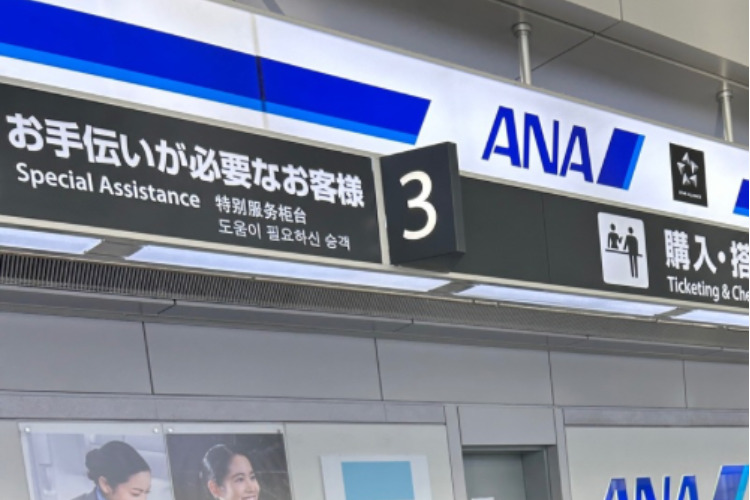 お手伝いが必要なお客様
Special Assistance
特别服务柜台
도움이 필요하신 승객
3
ANA
購入・搭
Ticketing & Che
ANA